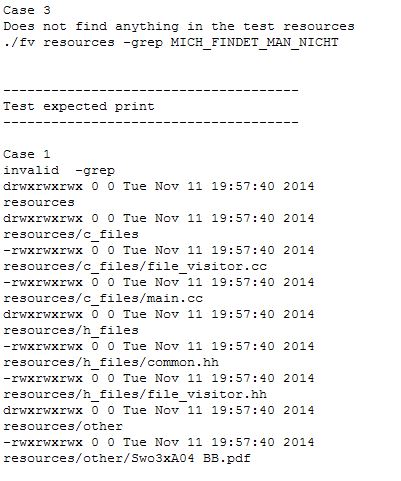 Case 3
Does not find anything in the test resources
./fv resources -grep MICH_FINDET_MAN_NICHT
-------------------------------------
Test expected print
-------------------------------------
Case 1
invalid  -grep
drwxrwxrwx 0 0 Tue Nov 11 19:57:40 2014
resources
drwxrwxrwx 0 0 Tue Nov 11 19:57:40 2014
resources/c_files
-rwxrwxrwx 0 0 Tue Nov 11 19:57:40 2014
resources/c_files/file_visitor.cc
-rwxrwxrwx 0 0 Tue Nov 11 19:57:40 2014
resources/c_files/main.cc
drwxrwxrwx 0 0 Tue Nov 11 19:57:40 2014
resources/h_files
-rwxrwxrwx 0 0 Tue Nov 11 19:57:40 2014
resources/h_files/common.hh
-rwxrwxrwx 0 0 Tue Nov 11 19:57:40 2014
resources/h_files/file_visitor.hh
drwxrwxrwx 0 0 Tue Nov 11 19:57:40 2014
resources/other
-rwxrwxrwx 0 0 Tue Nov 11 19:57:40 2014
resources/other/Swo3xA04 BB.pdf